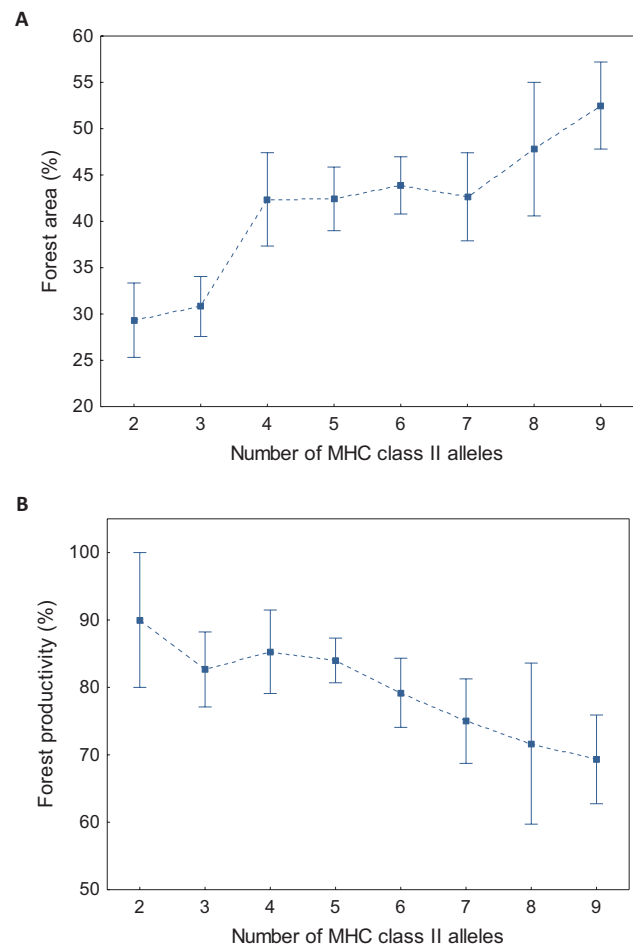 A
60
55
50
45
40
35
30
25
20
Forest area (%)
2 3 4 5 6 7 8 9
Number of MHC class II alleles
B
100
90
80
70
60
50
Forest productivity (%)
2 3 4 5 6 7 8 9
Number of MHC class II alleles